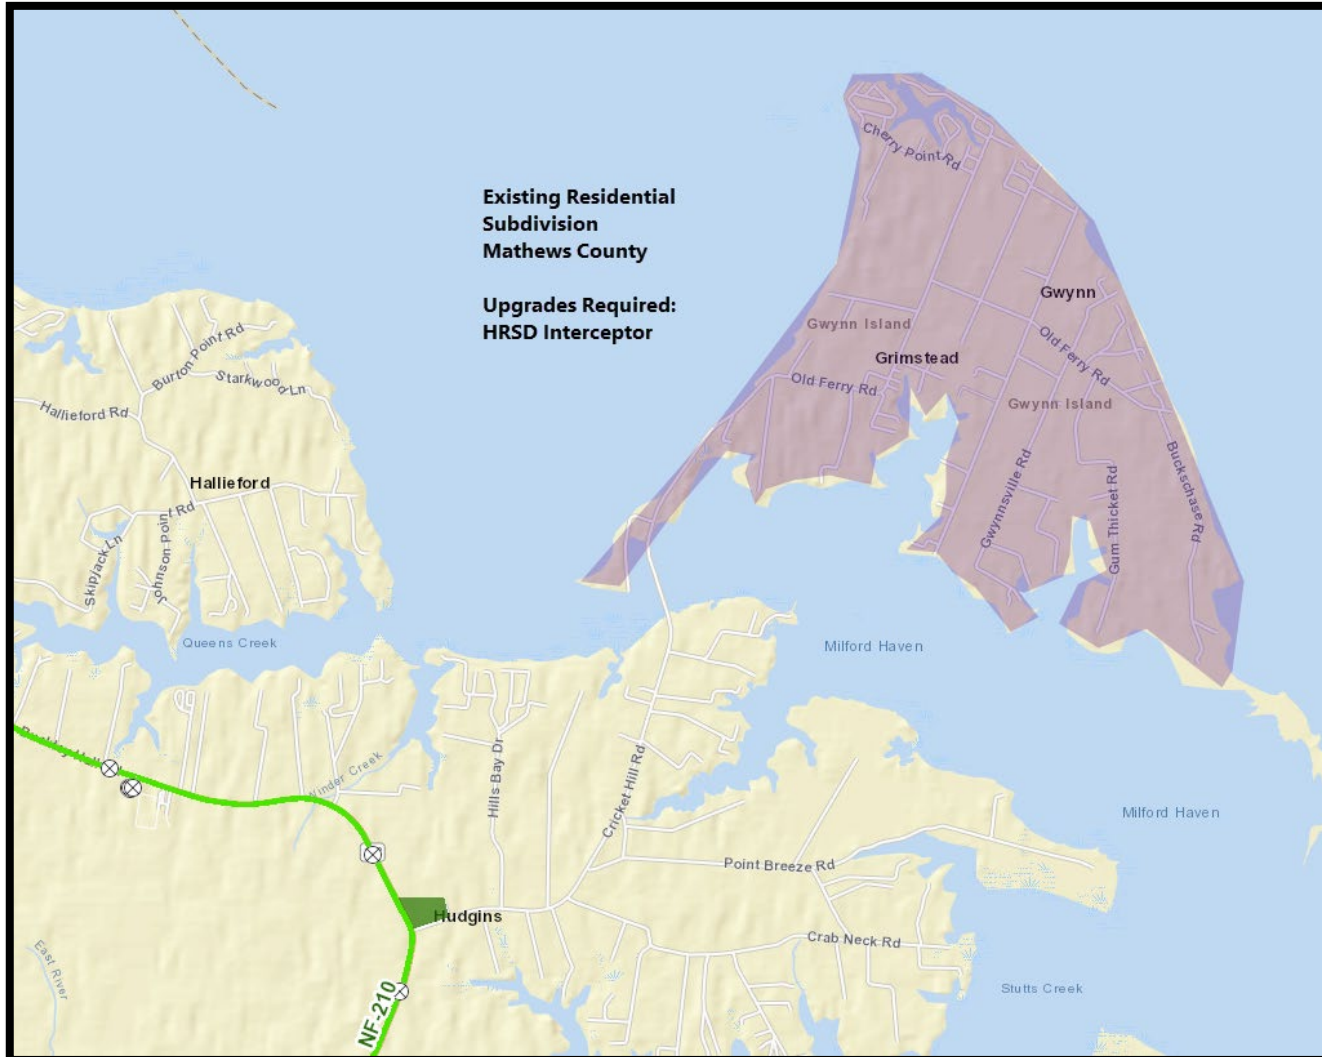 Existing Residential
Subdivision
Mathews County
Upgrades Required:
HRSD Interceptor
Cherry Point Rd
Gwynn
Gwynn Island
Grimstead
Old Ferry Rd
Old Ferry Rd
Gwynn Island
Buckschase Rd
Gwynnsville Rd
Gum Thicket Rd
Burton Point Rd
Starkwood Ln
Hallieford Rd
Hallieford
Johnson Point Rd
Skipjack Ln
Queens Creek
Milford Haven
Hills Bay Dr
Cricket Hill Rd
Milford Haven
Point Breeze Rd
Hudgins
Crab Neck Rd
East River
NF-210
Stutts Creek